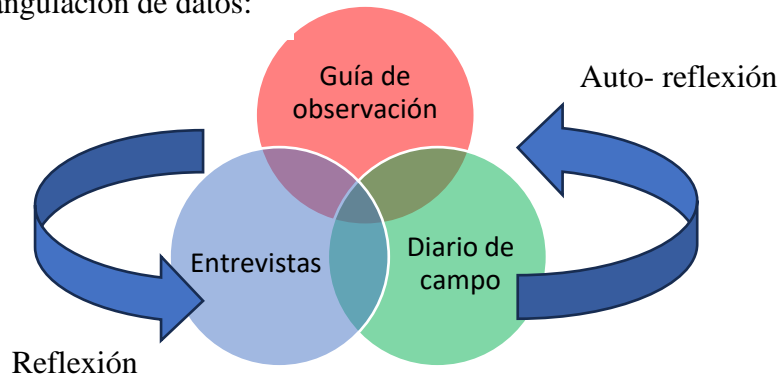 angulación de datos:
Guía de
observación
Auto- reflexión
Entrevistas
Diario de
campo
Reflexión